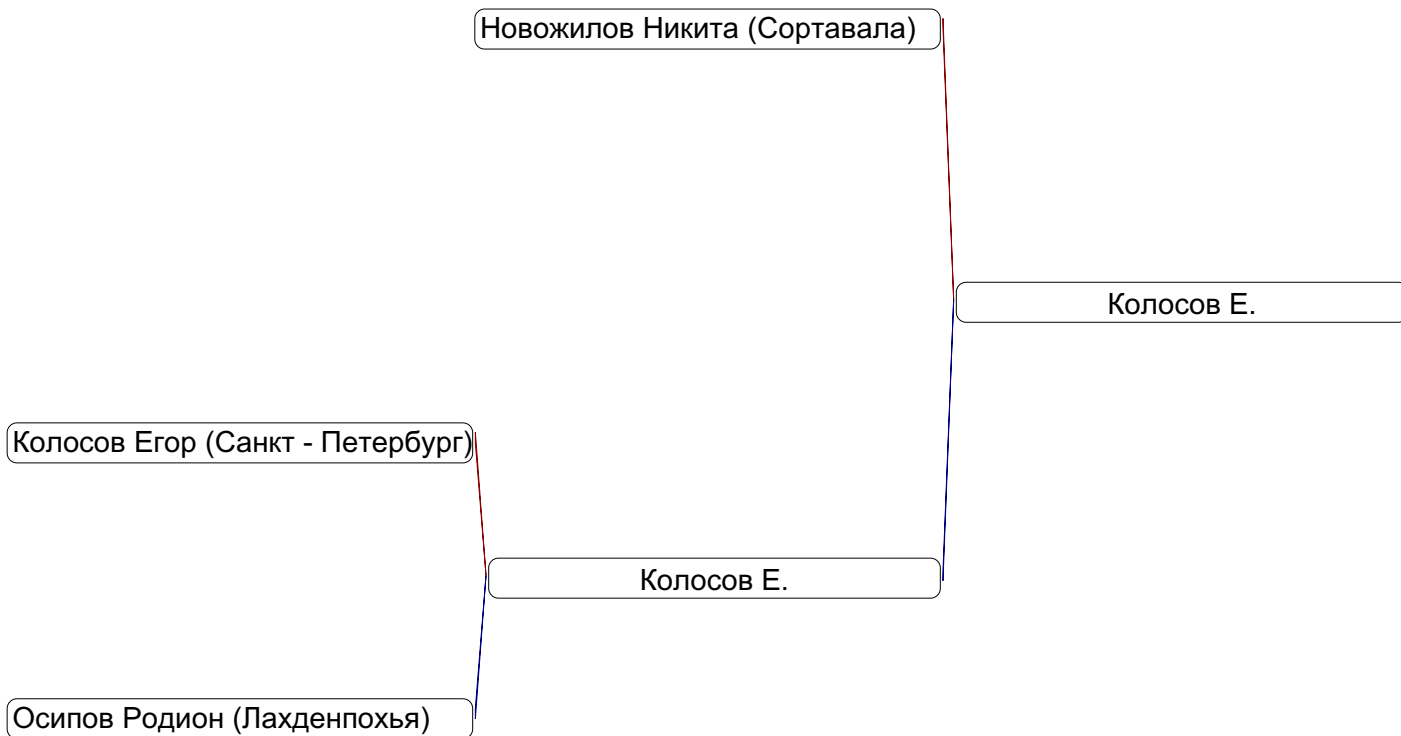 Новожилов Никита (Сортавала)
Колосов Е.
Колосов Егор (Санкт - Петербург)
Колосов Е.
Осипов Родион (Лахденпохья)